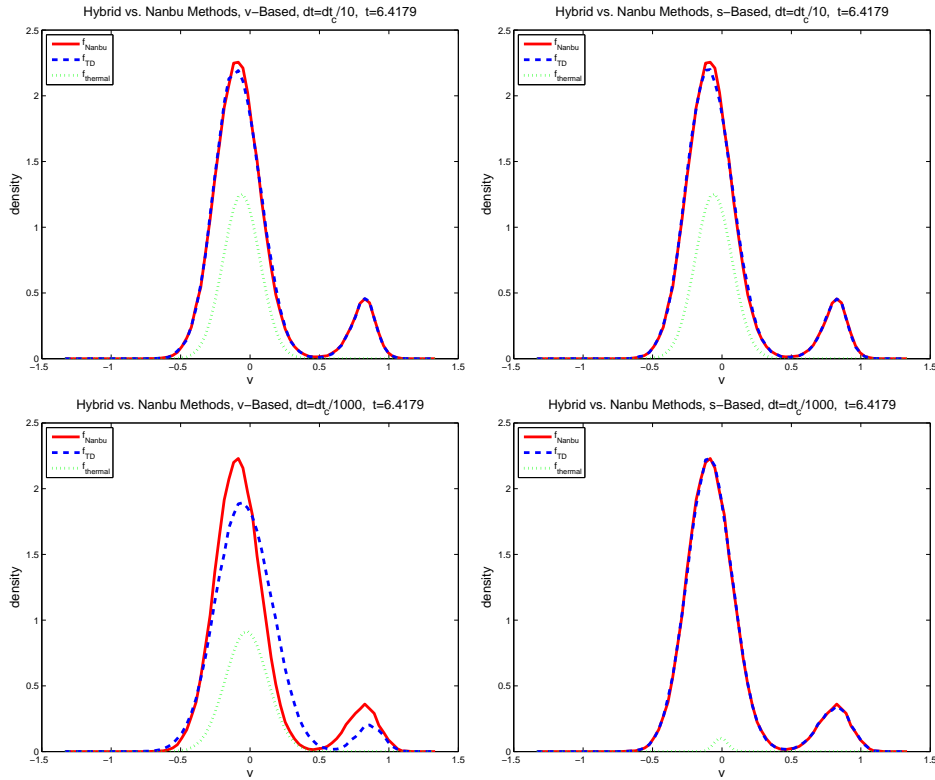 Hybrid vs. Nanbu Methods, v−Based, dt=dt_c/10, t=6.4179
2.5
2
1.5
1
0.5
0
density
f_Nanbu
f_TD
f_thermal
−1.5
−1
−0.5
0
0.5
1
1.5
v
Hybrid vs. Nanbu Methods, s−Based, dt=dt_c/10, t=6.4179
2.5
2
1.5
1
0.5
0
density
f_Nanbu
f_TD
f_thermal
−1.5
−1
−0.5
0
0.5
1
1.5
v
Hybrid vs. Nanbu Methods, v−Based, dt=dt_c/1000, t=6.4179
2.5
2
1.5
1
0.5
0
density
f_Nanbu
f_TD
f_thermal
−1.5
−1
−0.5
0
0.5
1
1.5
v
Hybrid vs. Nanbu Methods, s−Based, dt=dt_c/1000, t=6.4179
2.5
2
1.5
1
0.5
0
density
f_Nanbu
f_TD
f_thermal
−1.5
−1
−0.5
0
0.5
1
1.5
v